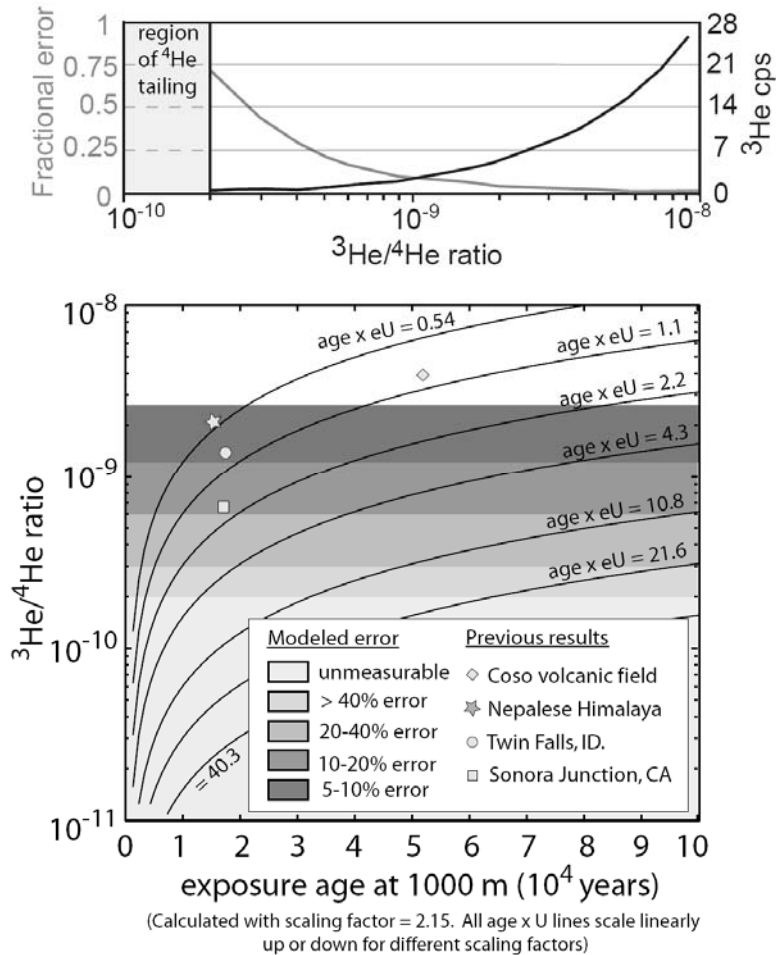 1
0.75
0.5
0.25
0
Fractional error
region
of ⁴He
tailing
28
21
14
7
0
³He cps
10⁻¹⁰
10⁻⁹
10⁻⁸
³He/⁴He ratio
10⁻⁸
10⁻⁹
10⁻¹⁰
10⁻¹¹
³He/⁴He ratio
age x eU = 0.54
age x eU = 1.1
age x eU = 2.2
age x eU = 4.3
age x eU = 10.8
age x eU = 21.6
= 40.3
Modeled error
unmeasurable
> 40% error
20-40% error
10-20% error
5-10% error
Previous results
Coso volcanic field
Nepalese Himalaya
Twin Falls, ID.
Sonora Junction, CA
0 1 2 3 4 5 6 7 8 9 10
exposure age at 1000 m (10⁴ years)
(Calculated with scaling factor = 2.15. All age x U lines scale linearly
up or down for different scaling factors)